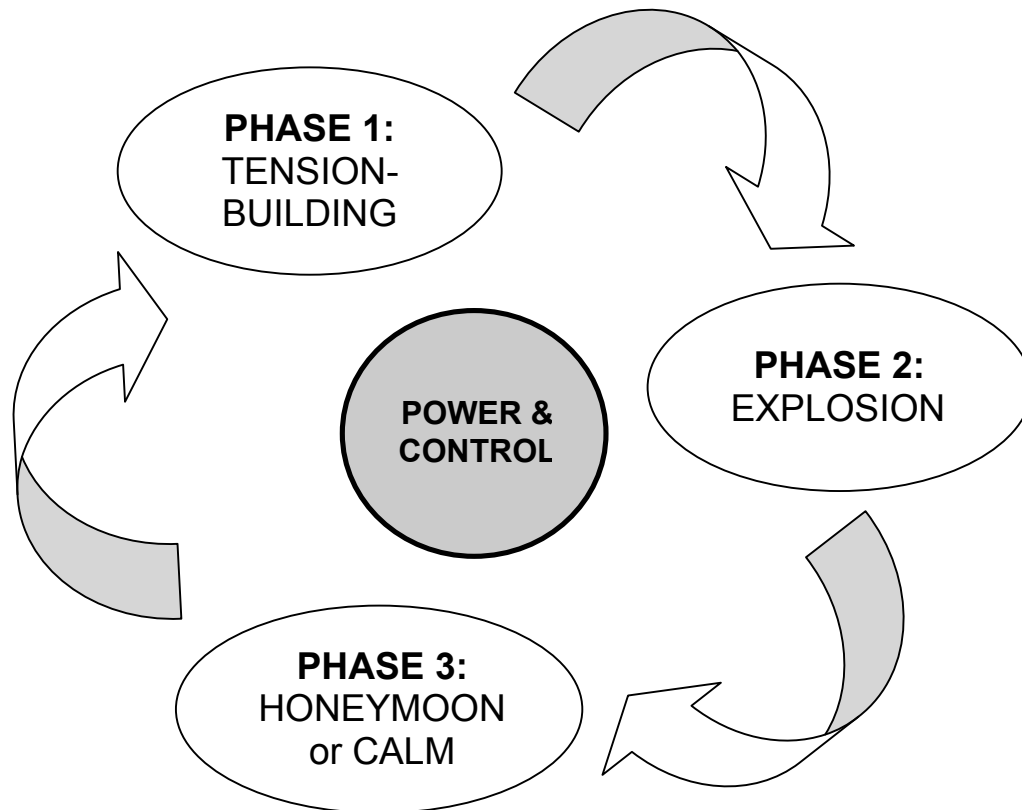 PHASE 1:
TENSION-
BUILDING
PHASE 2:
EXPLOSION
POWER &
CONTROL
PHASE 3:
HONEYMOON
or CALM